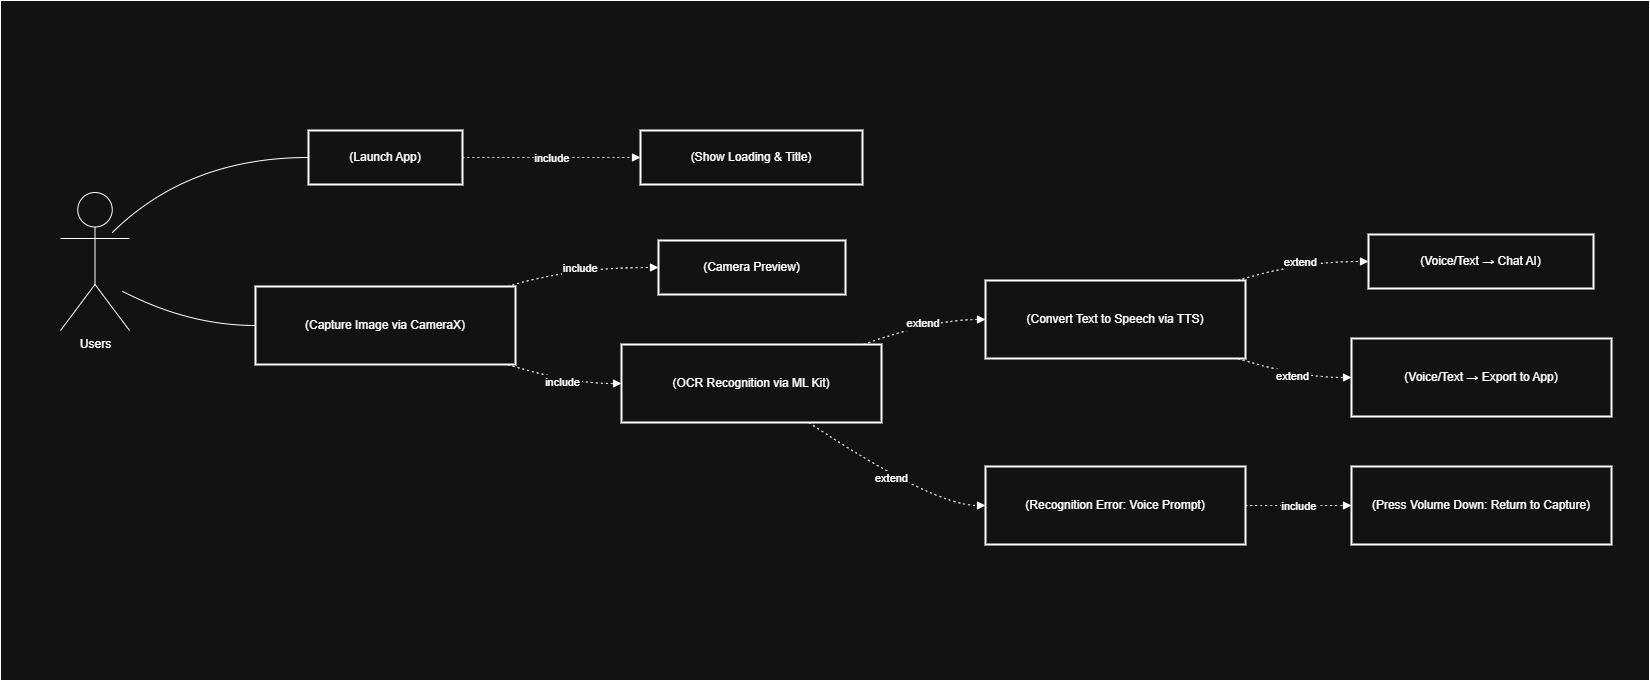 (Launch App)
include
(Show Loading & Title)
Users
(Capture Image via CameraX)
include
(Camera Preview)
include
(OCR Recognition via ML Kit)
extend
(Convert Text to Speech via TTS)
extend
(Voice/Text → Chat AI)
extend
(Voice/Text → Export to App)
extend
(Recognition Error: Voice Prompt)
include
(Press Volume Down: Return to Capture)